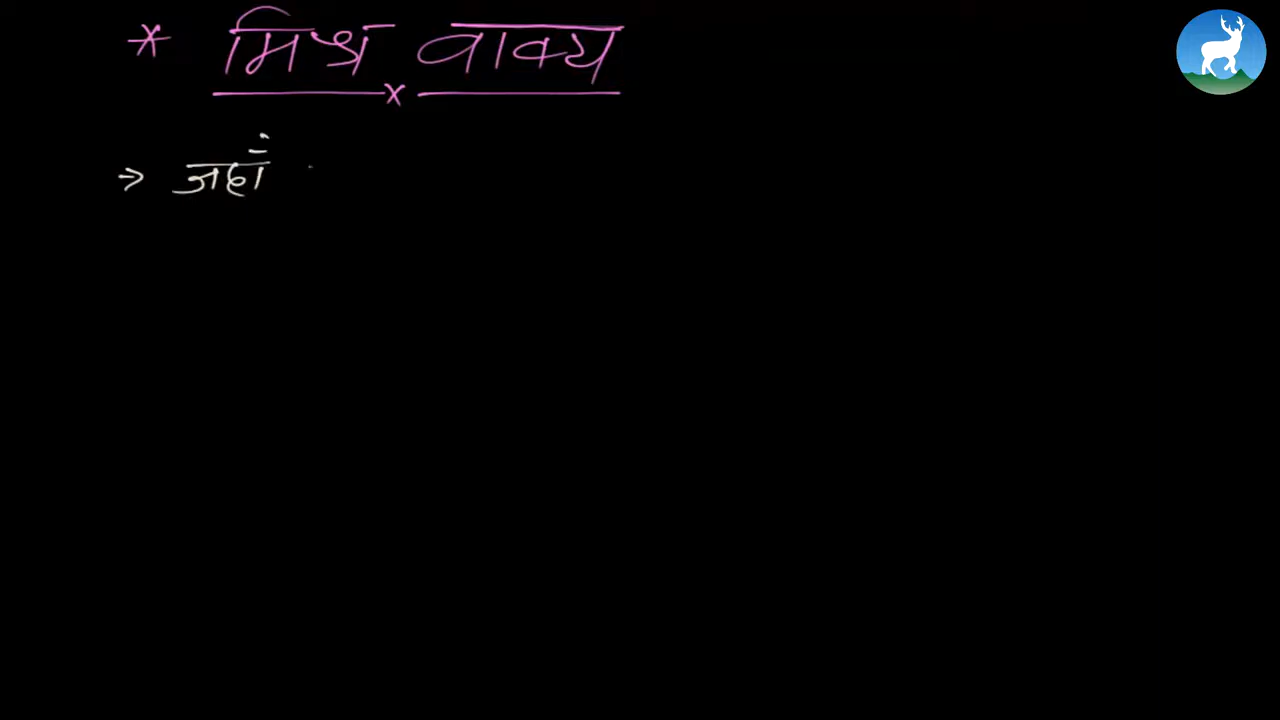 * मिश्र वाक्य
→ जहां